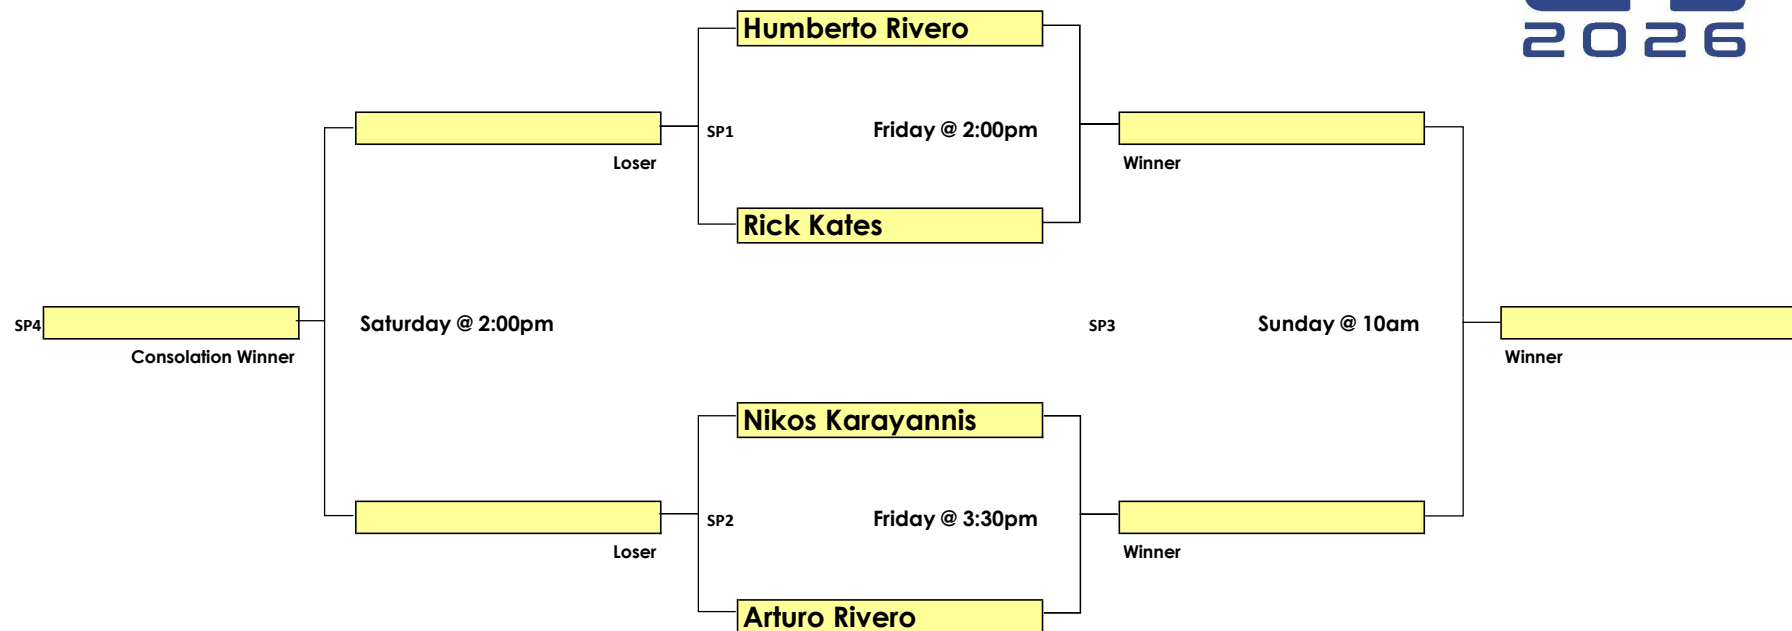 2026
Humberto Rivero
SP1
Friday @ 2:00pm
Loser
Winner
Rick Kates
SP4
Saturday @ 2:00pm
SP3
Sunday @ 10am
Consolation Winner
Winner
Nikos Karayannis
SP2
Friday @ 3:30pm
Loser
Winner
Arturo Rivero